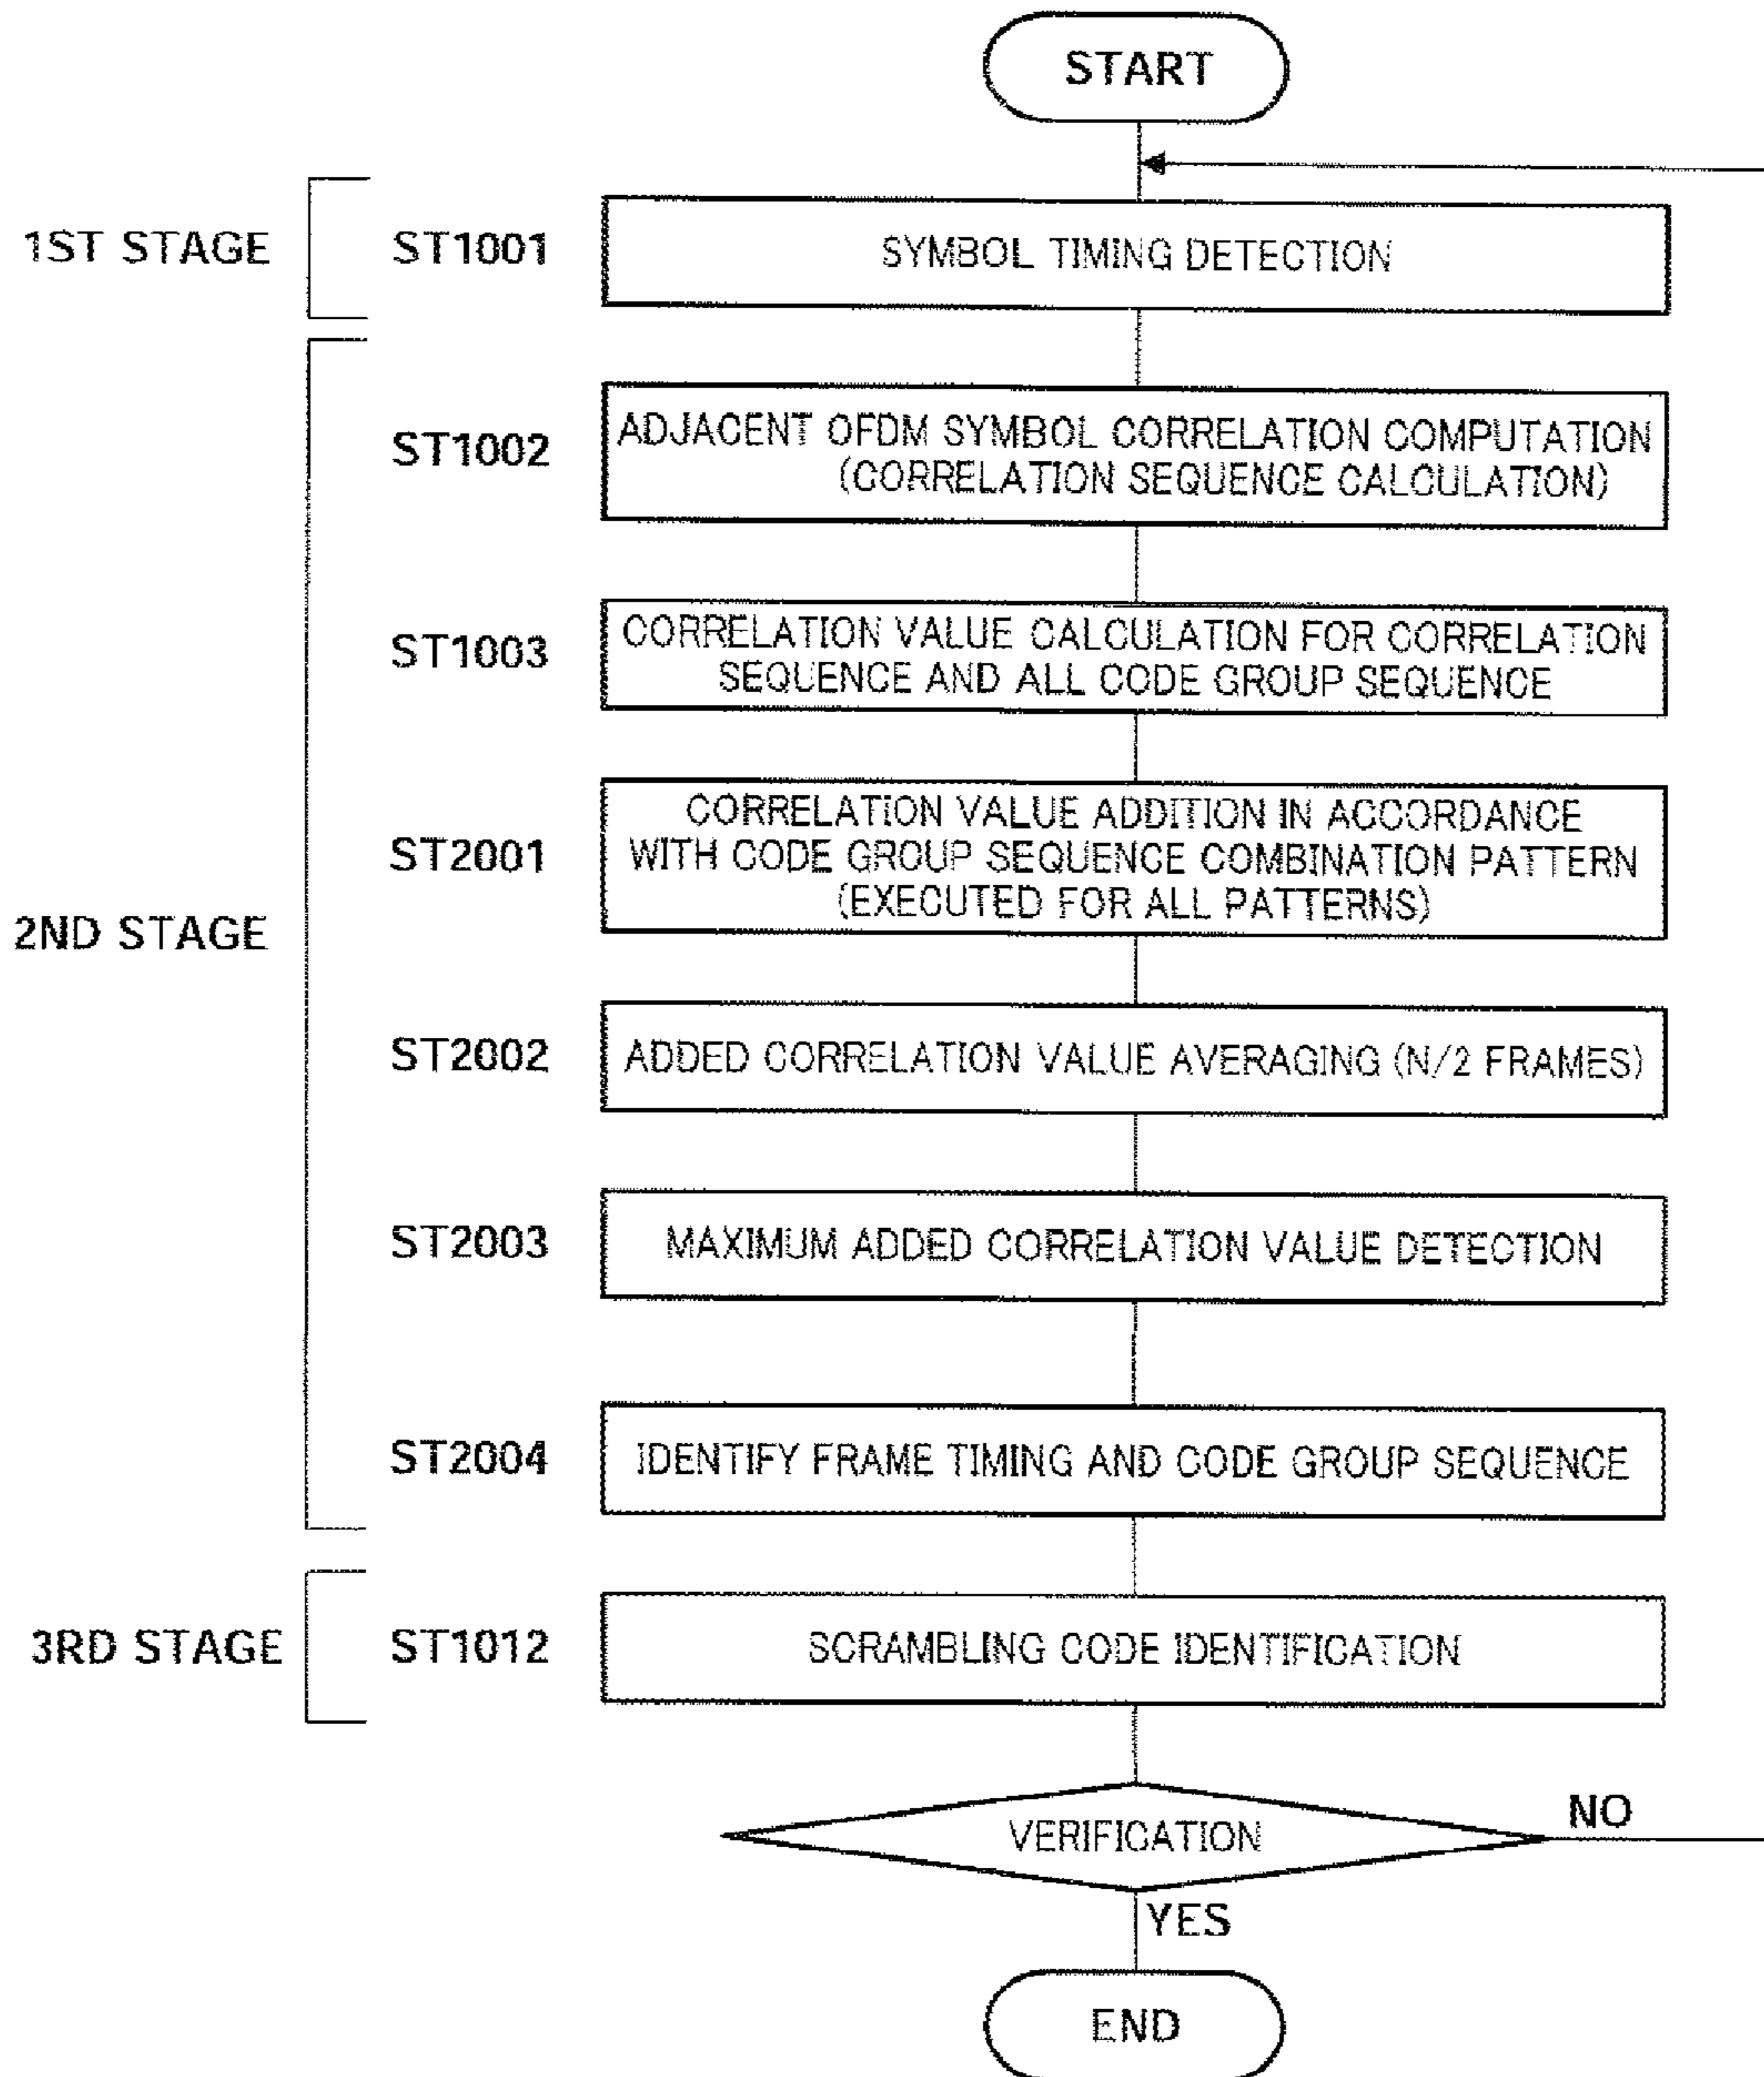 START
1ST STAGE
ST1001
SYMBOL TIMING DETECTION
2ND STAGE
ST1002
ADJACENT OFDM SYMBOL CORRELATION COMPUTATION
(CORRELATION SEQUENCE CALCULATION)
ST1003
CORRELATION VALUE CALCULATION FOR CORRELATION
SEQUENCE AND ALL CODE GROUP SEQUENCE
ST2001
CORRELATION VALUE ADDITION IN ACCORDANCE
WITH CODE GROUP SEQUENCE COMBINATION PATTERN
(EXECUTED FOR ALL PATTERNS)
ST2002
ADDED CORRELATION VALUE AVERAGING (N/2 FRAMES)
ST2003
MAXIMUM ADDED CORRELATION VALUE DETECTION
ST2004
IDENTIFY FRAME TIMING AND CODE GROUP SEQUENCE
3RD STAGE
ST1012
SCRAMBLING CODE IDENTIFICATION
VERIFICATION
NO
YES
END